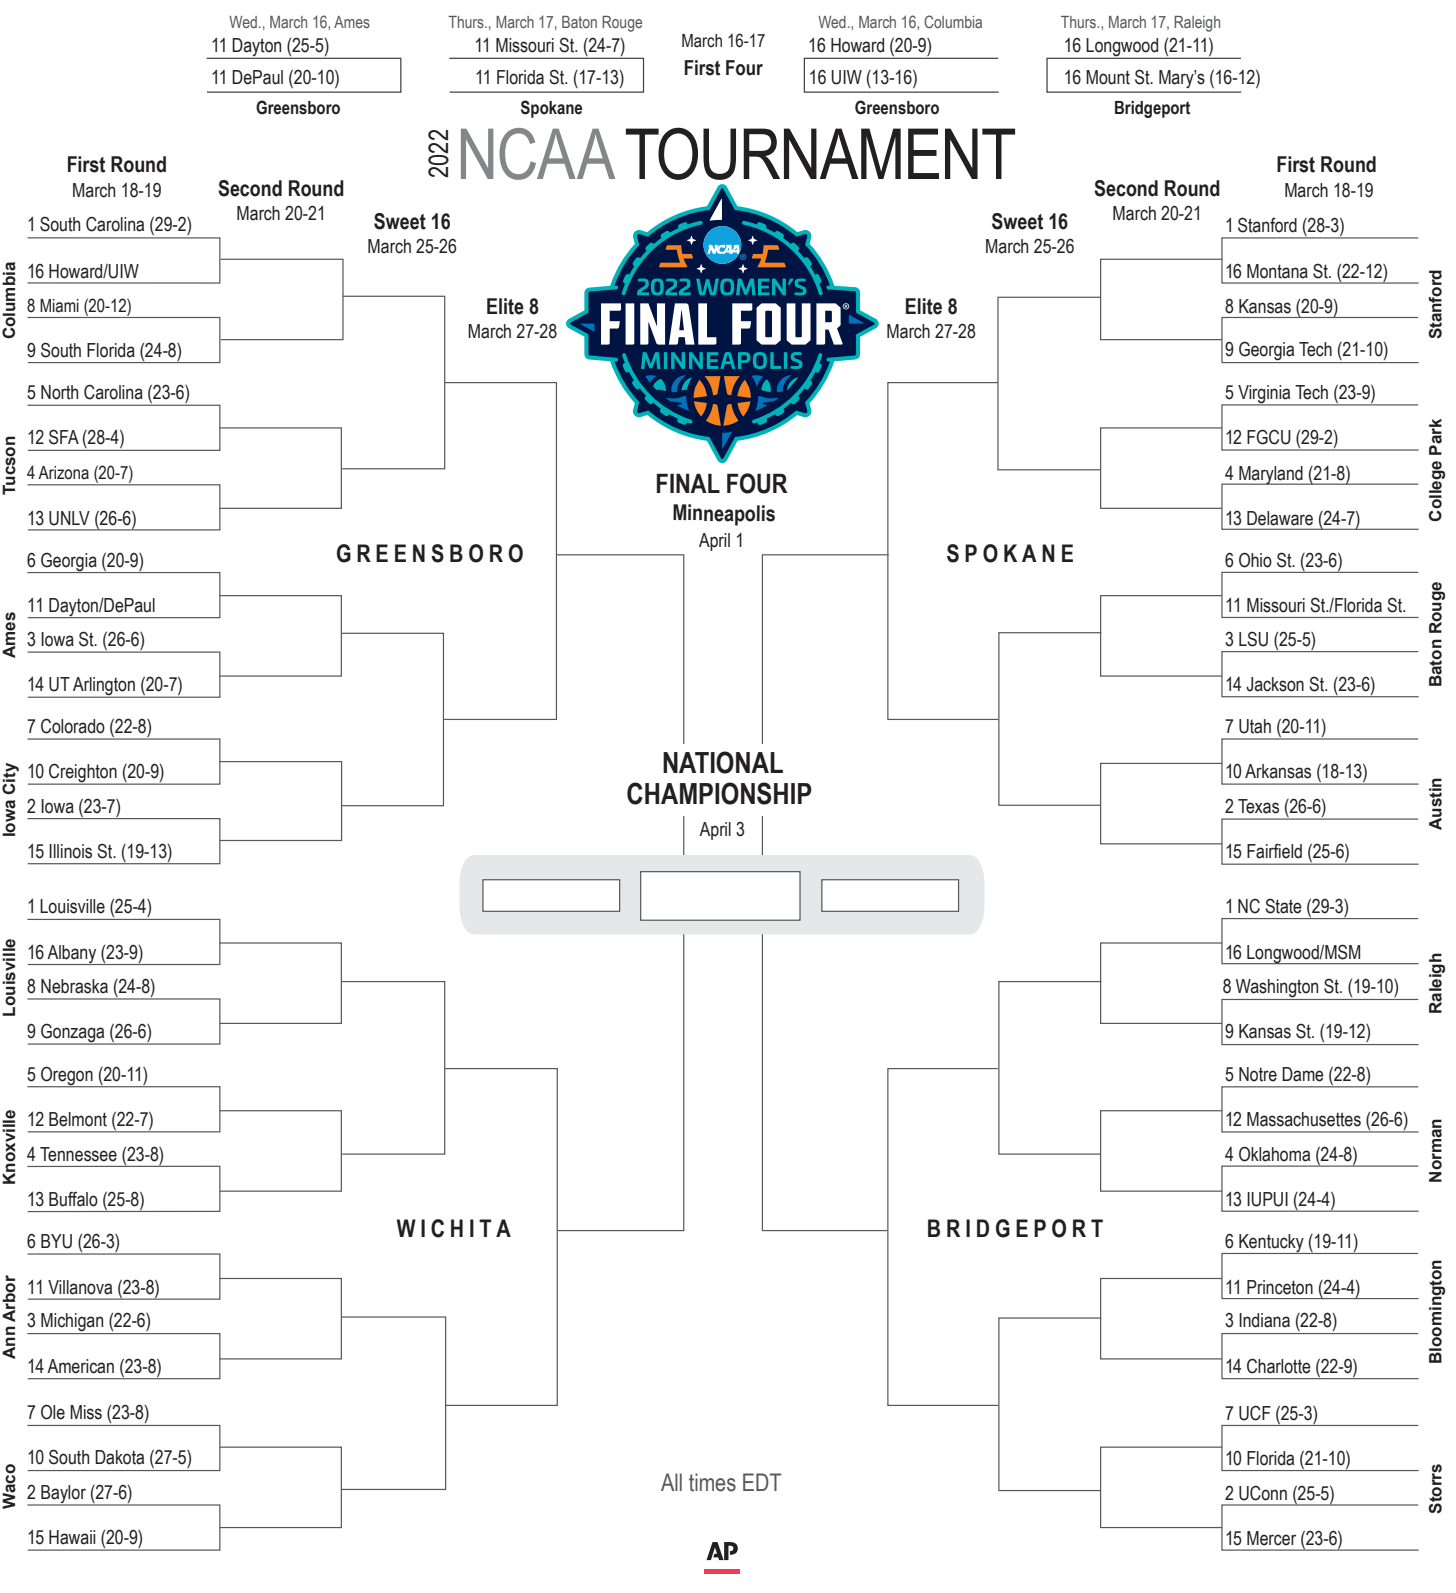 Wed., March 16, Ames
11 Dayton (25-5)
11 DePaul (20-10)
Greensboro
Thurs., March 17, Baton Rouge
11 Missouri St. (24-7)
11 Florida St. (17-13)
Spokane
March 16-17
First Four
Wed., March 16, Columbia
16 Howard (20-9)
16 UIW (13-16)
Greensboro
Thurs., March 17, Raleigh
16 Longwood (21-11)
16 Mount St. Mary's (16-12)
Bridgeport
2022 NCAA TOURNAMENT
First Round
March 18-19
Second Round
March 20-21
Sweet 16
March 25-26
Elite 8
March 27-28
NCAA
®
2022 WOMEN'S
FINAL FOUR®
MINNEAPOLIS
Elite 8
March 27-28
Sweet 16
March 25-26
Second Round
March 20-21
First Round
March 18-19
Columbia
1 South Carolina (29-2)
16 Howard/UIW
8 Miami (20-12)
9 South Florida (24-8)
Tucson
5 North Carolina (23-6)
12 SFA (28-4)
4 Arizona (20-7)
13 UNLV (26-6)
GREENSBORO
Ames
6 Georgia (20-9)
11 Dayton/DePaul
3 Iowa St. (26-6)
14 UT Arlington (20-7)
Iowa City
7 Colorado (22-8)
10 Creighton (20-9)
2 Iowa (23-7)
15 Illinois St. (19-13)
Louisville
1 Louisville (25-4)
16 Albany (23-9)
8 Nebraska (24-8)
9 Gonzaga (26-6)
Knoxville
5 Oregon (20-11)
12 Belmont (22-7)
4 Tennessee (23-8)
13 Buffalo (25-8)
WICHITA
Ann Arbor
6 BYU (26-3)
11 Villanova (23-8)
3 Michigan (22-6)
14 American (23-8)
Waco
7 Ole Miss (23-8)
10 South Dakota (27-5)
2 Baylor (27-6)
15 Hawaii (20-9)
FINAL FOUR
Minneapolis
April 1
NATIONAL
CHAMPIONSHIP
April 3
1 Stanford (28-3)
16 Montana St. (22-12)
8 Kansas (20-9)
9 Georgia Tech (21-10)
Stanford
5 Virginia Tech (23-9)
12 FGCU (29-2)
4 Maryland (21-8)
13 Delaware (24-7)
College Park
SPOKANE
6 Ohio St. (23-6)
11 Missouri St./Florida St.
3 LSU (25-5)
14 Jackson St. (23-6)
Baton Rouge
7 Utah (20-11)
10 Arkansas (18-13)
2 Texas (26-6)
15 Fairfield (25-6)
Austin
1 NC State (29-3)
16 Longwood/MSM
8 Washington St. (19-10)
9 Kansas St. (19-12)
Raleigh
5 Notre Dame (22-8)
12 Massachusettes (26-6)
4 Oklahoma (24-8)
13 IUPUI (24-4)
Norman
BRIDGEPORT
6 Kentucky (19-11)
11 Princeton (24-4)
3 Indiana (22-8)
14 Charlotte (22-9)
Bloomington
7 UCF (25-3)
10 Florida (21-10)
2 UConn (25-5)
15 Mercer (23-6)
Storrs
All times EDT
AP